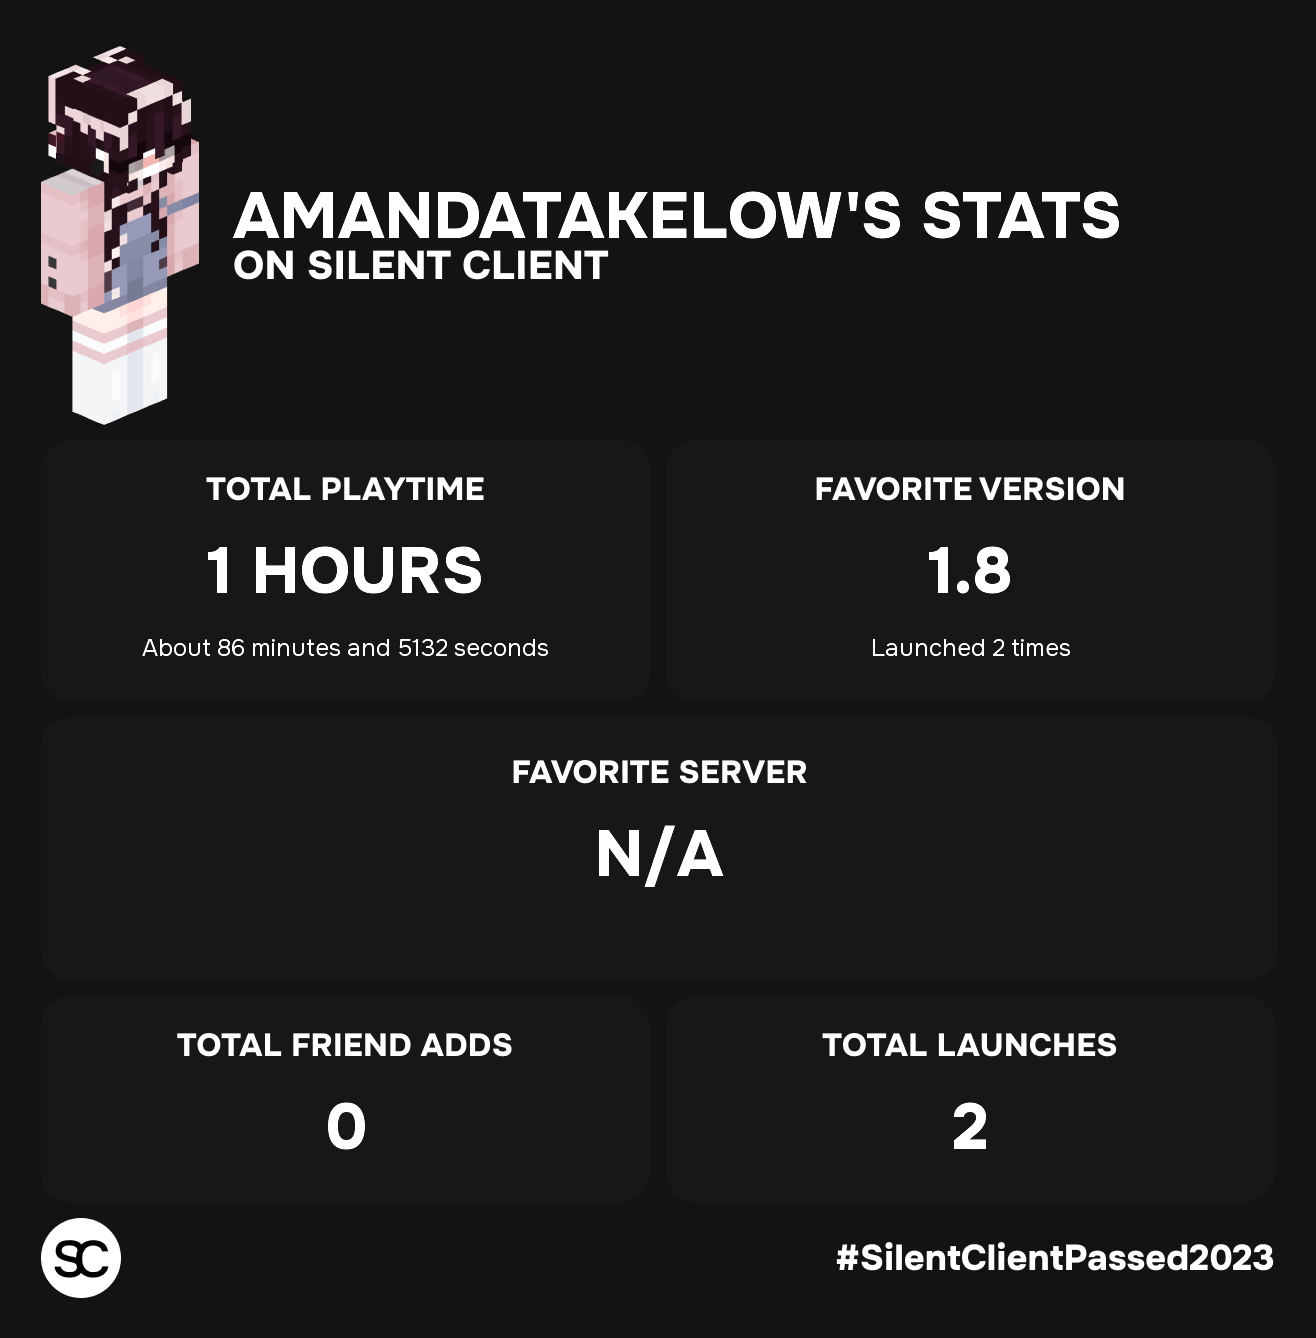 AMANDATAKELOW'S STATS
ON SILENT CLIENT
TOTAL PLAYTIME
1 HOURS
About 86 minutes and 5132 seconds
FAVORITE VERSION
1.8
Launched 2 times
FAVORITE SERVER
N/A
TOTAL FRIEND ADDS
0
TOTAL LAUNCHES
2
SC
#SilentClientPassed2023